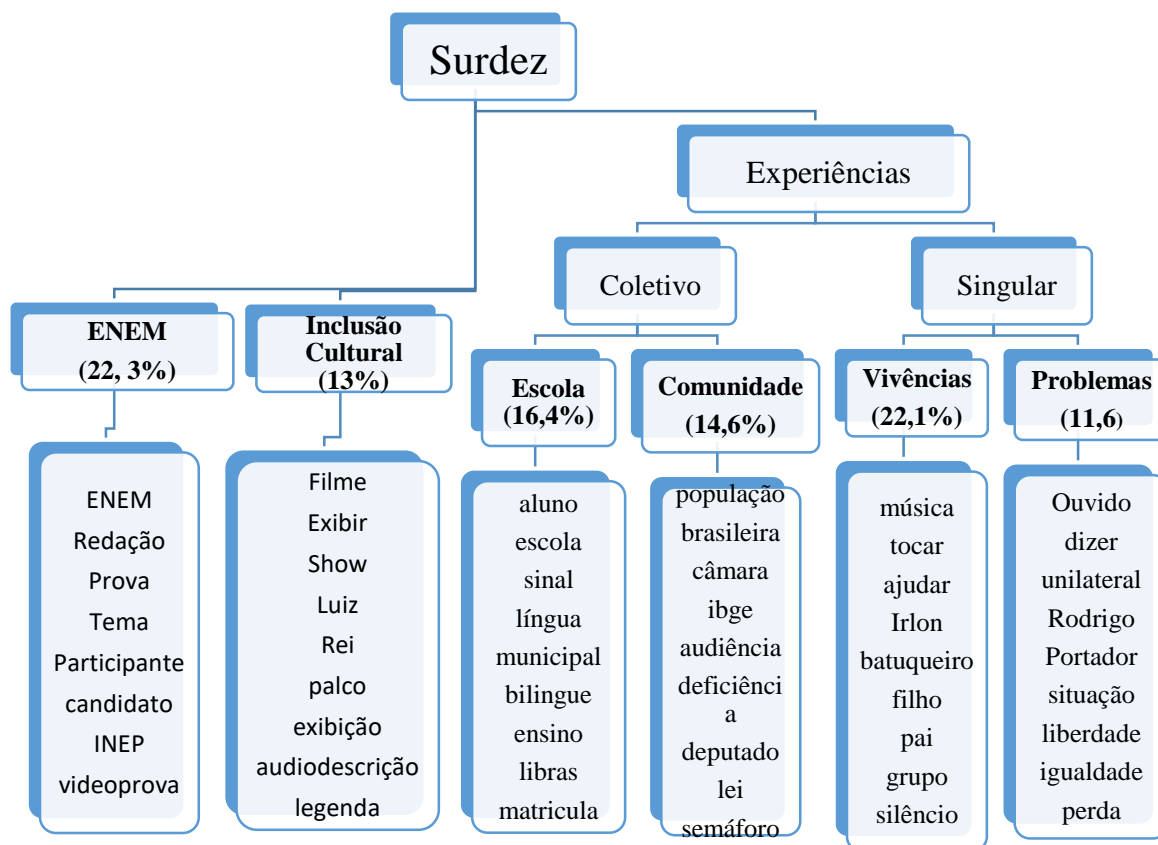 Surdez
Experiências
Coletivo
Singular
ENEM
(22, 3%)
Inclusão
Cultural
(13%)
Escola
(16,4%)
Comunidade
(14,6%)
Vivências
(22,1%)
Problemas
(11,6)
ENEM
Redação
Prova
Tema
Participante
candidato
INEP
videoprova
Filme
Exibir
Show
Luiz
Rei
palco
exibição
audiodescrição
legenda
aluno
escola
sinal
língua
municipal
bilingue
ensino
libras
matricula
população
brasileira
câmara
ibge
audiência
deficiênci
a
deputado
lei
semáforo
música
tocar
ajudar
Irlon
batuqueiro
filho
pai
grupo
silêncio
Ouvido
dizer
unilateral
Rodrigo
Portador
situação
liberdade
igualdade
perda